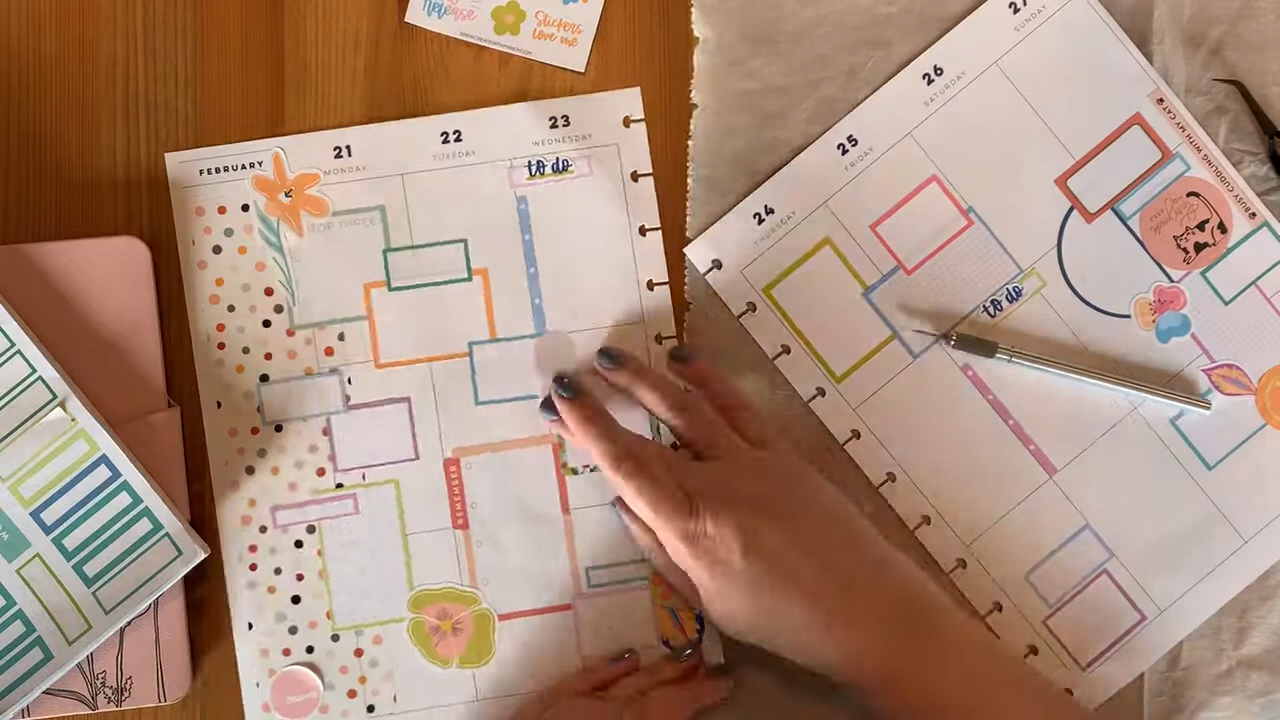 release
Stickers
love me
FEBRUARY
21
MONDAY
22
TUESDAY
23
WEDNESDAY
to do
TOP THREE
REMEMBER
24
THURSDAY
25
FRIDAY
26
SATURDAY
27
SUNDAY
to do
BUSY CUDDLING WITH MY CAT